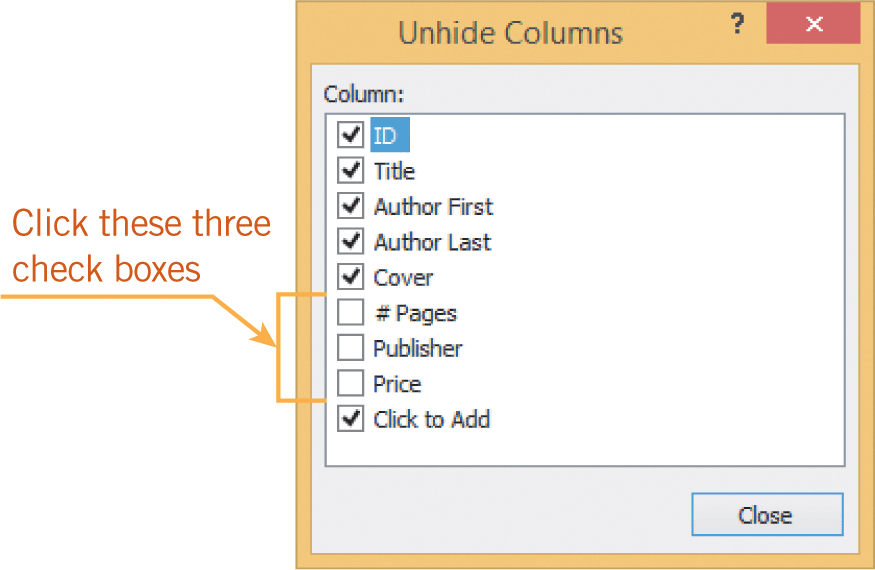 Unhide Columns
?
Column:
ID
Title
Author First
Author Last
Cover
# Pages
Publisher
Price
Click to Add
Close
Click these three
check boxes